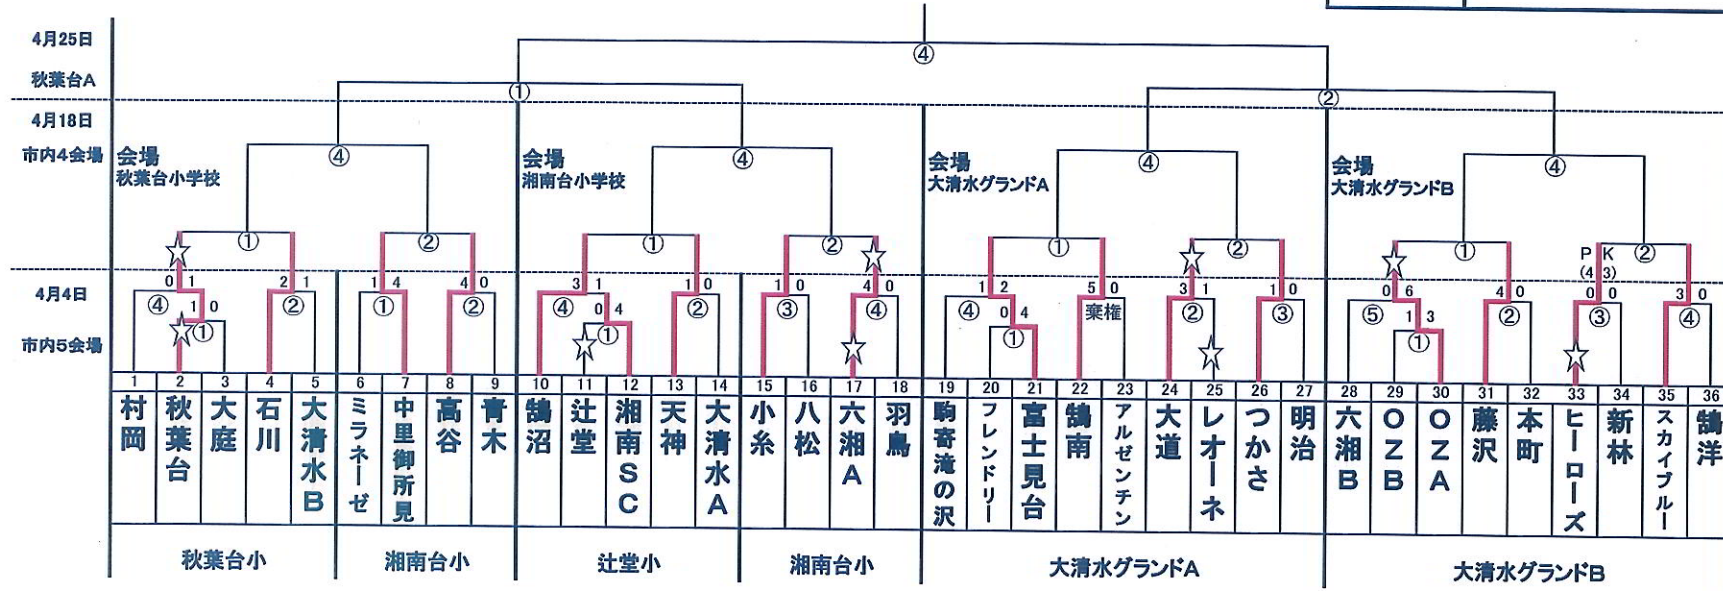 4月25日
④
秋葉台A
①
②
4月18日
市内4会場
会場
秋葉台小学校
④
会場
湘南台小学校
④
会場
大清水グランドA
④
会場
大清水グランドB
④
☆
①
②
①
②
☆
①
☆
②
☆
①
PK
(4 3)
②
4月4日
0 1
④
2 1
②
1 4
①
4 0
②
3 1
④
1 0
②
1 0
③
4 0
④
1 2
④
5 0
棄権
3 1
②
1 0
③
0 6
⑤
4 0
②
0 0
③
3 0
④
市内5会場
1 0
☆
①
0 4
☆
①
☆
0 4
①
☆
1 3
①
☆
1 2 3 4 5 6 7 8 9 10 11 12 13 14 15 16 17 18 19 20 21 22 23 24 25 26 27 28 29 30 31 32 33 34 35 36
村岡
秋葉台
大庭
石川
大清水B
ミラネーゼ
中里御所見
高谷
青木
鵠沼
辻堂
湘南SC
天神
大清水A
小糸
八松
六湘A
羽鳥
駒寄滝の沢
フレンドリー
富士見台
鵠南
アルゼンチン
大道
レオーネ
つかさ
明治
六湘B
OZB
OZA
藤沢
本町
ヒーローズ
新林
スカイブルー
鵠洋
秋葉台小
湘南台小
辻堂小
湘南台小
大清水グランドA
大清水グランドB